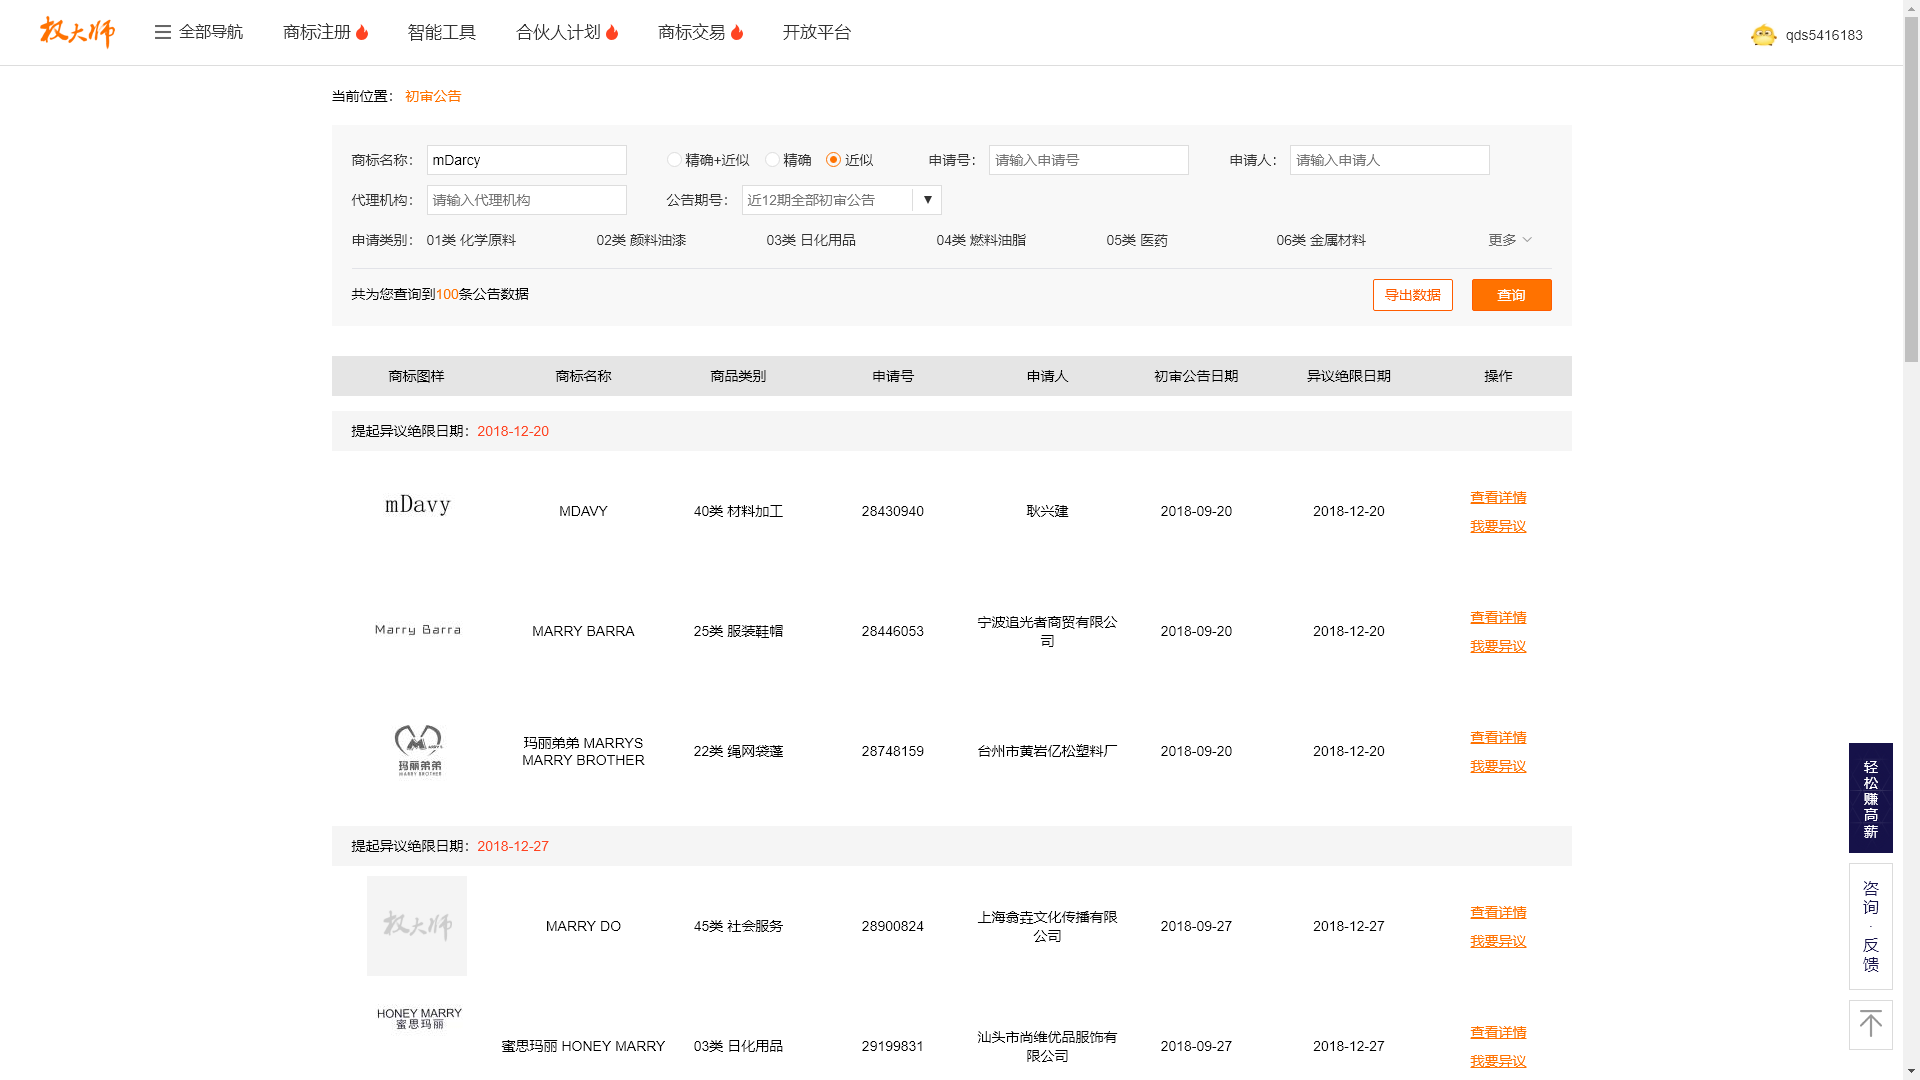 权大师 全部导航 商标注册 智能工具 合伙人计划 商标交易 开放平台 qds5416183
当前位置： 初审公告
商标名称： mDarcy 精确+近似 精确 近似 申请号： 请输入申请号 申请人： 请输入申请人
代理机构： 请输入代理机构 公告期号： 近12期全部初审公告 ▼
申请类别： 01类 化学原料 02类 颜料油漆 03类 日化用品 04类 燃料油脂 05类 医药 06类 金属材料 更多
共为您查询到100条公告数据 导出数据 查询
商标图样 商标名称 商品类别 申请号 申请人 初审公告日期 异议绝限日期 操作
提起异议绝限日期：2018-12-20
mDavy MDAVY 40类 材料加工 28430940 耿兴建 2018-09-20 2018-12-20 查看详情
我要异议
Marry Barra MARRY BARRA 25类 服装鞋帽 28446053 宁波追光者商贸有限公
司 2018-09-20 2018-12-20 查看详情
我要异议
玛丽弟弟
MARRY BROTHER
玛丽弟弟 MARRYS
MARRY BROTHER 22类 绳网袋蓬 28748159 台州市黄岩亿松塑料厂 2018-09-20 2018-12-20 查看详情
我要异议
提起异议绝限日期：2018-12-27
权大师 MARRY DO 45类 社会服务 28900824 上海翕垚文化传播有限
公司 2018-09-27 2018-12-27 查看详情
我要异议
HONEY MARRY
蜜思玛丽
蜜思玛丽 HONEY MARRY 03类 日化用品 29199831 汕头市尚维优品服饰有
限公司 2018-09-27 2018-12-27 查看详情
我要异议
轻松赚高薪
咨询·反馈